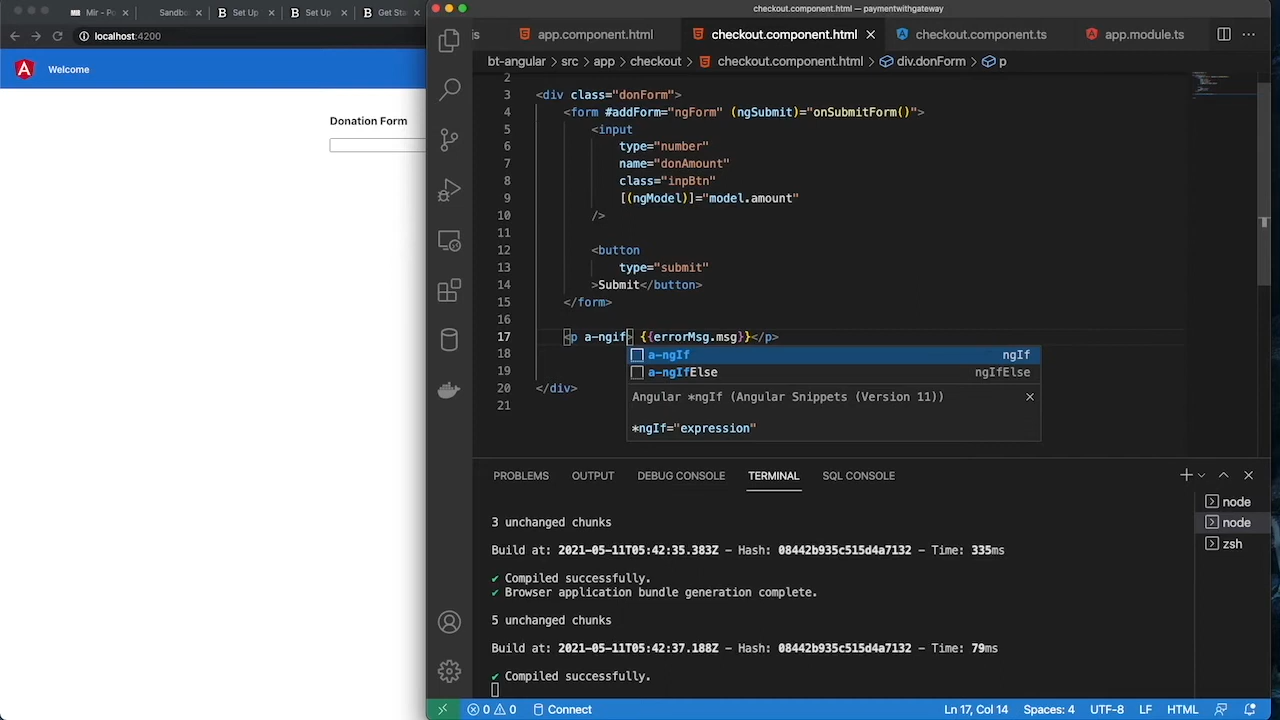 Mir - Po
Sandbo
Set Up
Set Up
Get Sta
localhost:4200
Welcome
Donation Form
checkout.component.html — paymentwithgateway
ts
app.component.html
checkout.component.html
checkout.component.ts
app.module.ts
bt-angular > src > app > checkout > checkout.component.html > div.donForm > p
2
3 <div class="donForm">
4 <form #addForm="ngForm" (ngSubmit)="onSubmitForm()">
5 <input
6 type="number"
7 name="donAmount"
8 class="inpBtn"
9 [(ngModel)]="model.amount"
10 />
11
12 <button
13 type="submit"
14 >Submit</button>
15 </form>
16
17 <p a-ngif> {{errorMsg.msg}}</p>
18
19
20 </div>
21
a-ngIf ngIf
a-ngIfElse ngIfElse
Angular *ngIf (Angular Snippets (Version 11))
*ngIf="expression"
PROBLEMS OUTPUT DEBUG CONSOLE TERMINAL SQL CONSOLE
3 unchanged chunks
Build at: 2021-05-11T05:42:35.383Z - Hash: 08442b935c515d4a7132 - Time: 335ms
✔ Compiled successfully.
✔ Browser application bundle generation complete.
5 unchanged chunks
Build at: 2021-05-11T05:42:37.188Z - Hash: 08442b935c515d4a7132 - Time: 79ms
✔ Compiled successfully.
node
node
zsh
0 0 Connect
Ln 17, Col 14 Spaces: 4 UTF-8 LF HTML